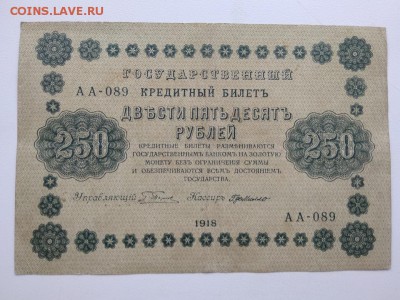 COINS.LAVE.RU
ГОСУДАРСТВЕННЫЙ
АА-089 КРЕДИТНЫЙ БИЛЕТЪ
ДВѢСТИ ПЯТЬДЕСЯТЪ
РУБЛЕЙ
250 250
КРЕДИТНЫЕ БИЛЕТЫ РАЗМѢНИВАЮТСЯ
ГОСУДАРСТВЕННЫМЪ БАНКОМЪ НА ЗОЛОТУЮ
МОНЕТУ БЕЗЪ ОГРАНИЧЕНІЯ СУММЫ
И ОБЕЗПЕЧИВАЮТСЯ ВСѢМЪ ДОСТОЯНІЕМЪ
ГОСУДАРСТВА.
Управляющій Кассиръ
АА-089
1918